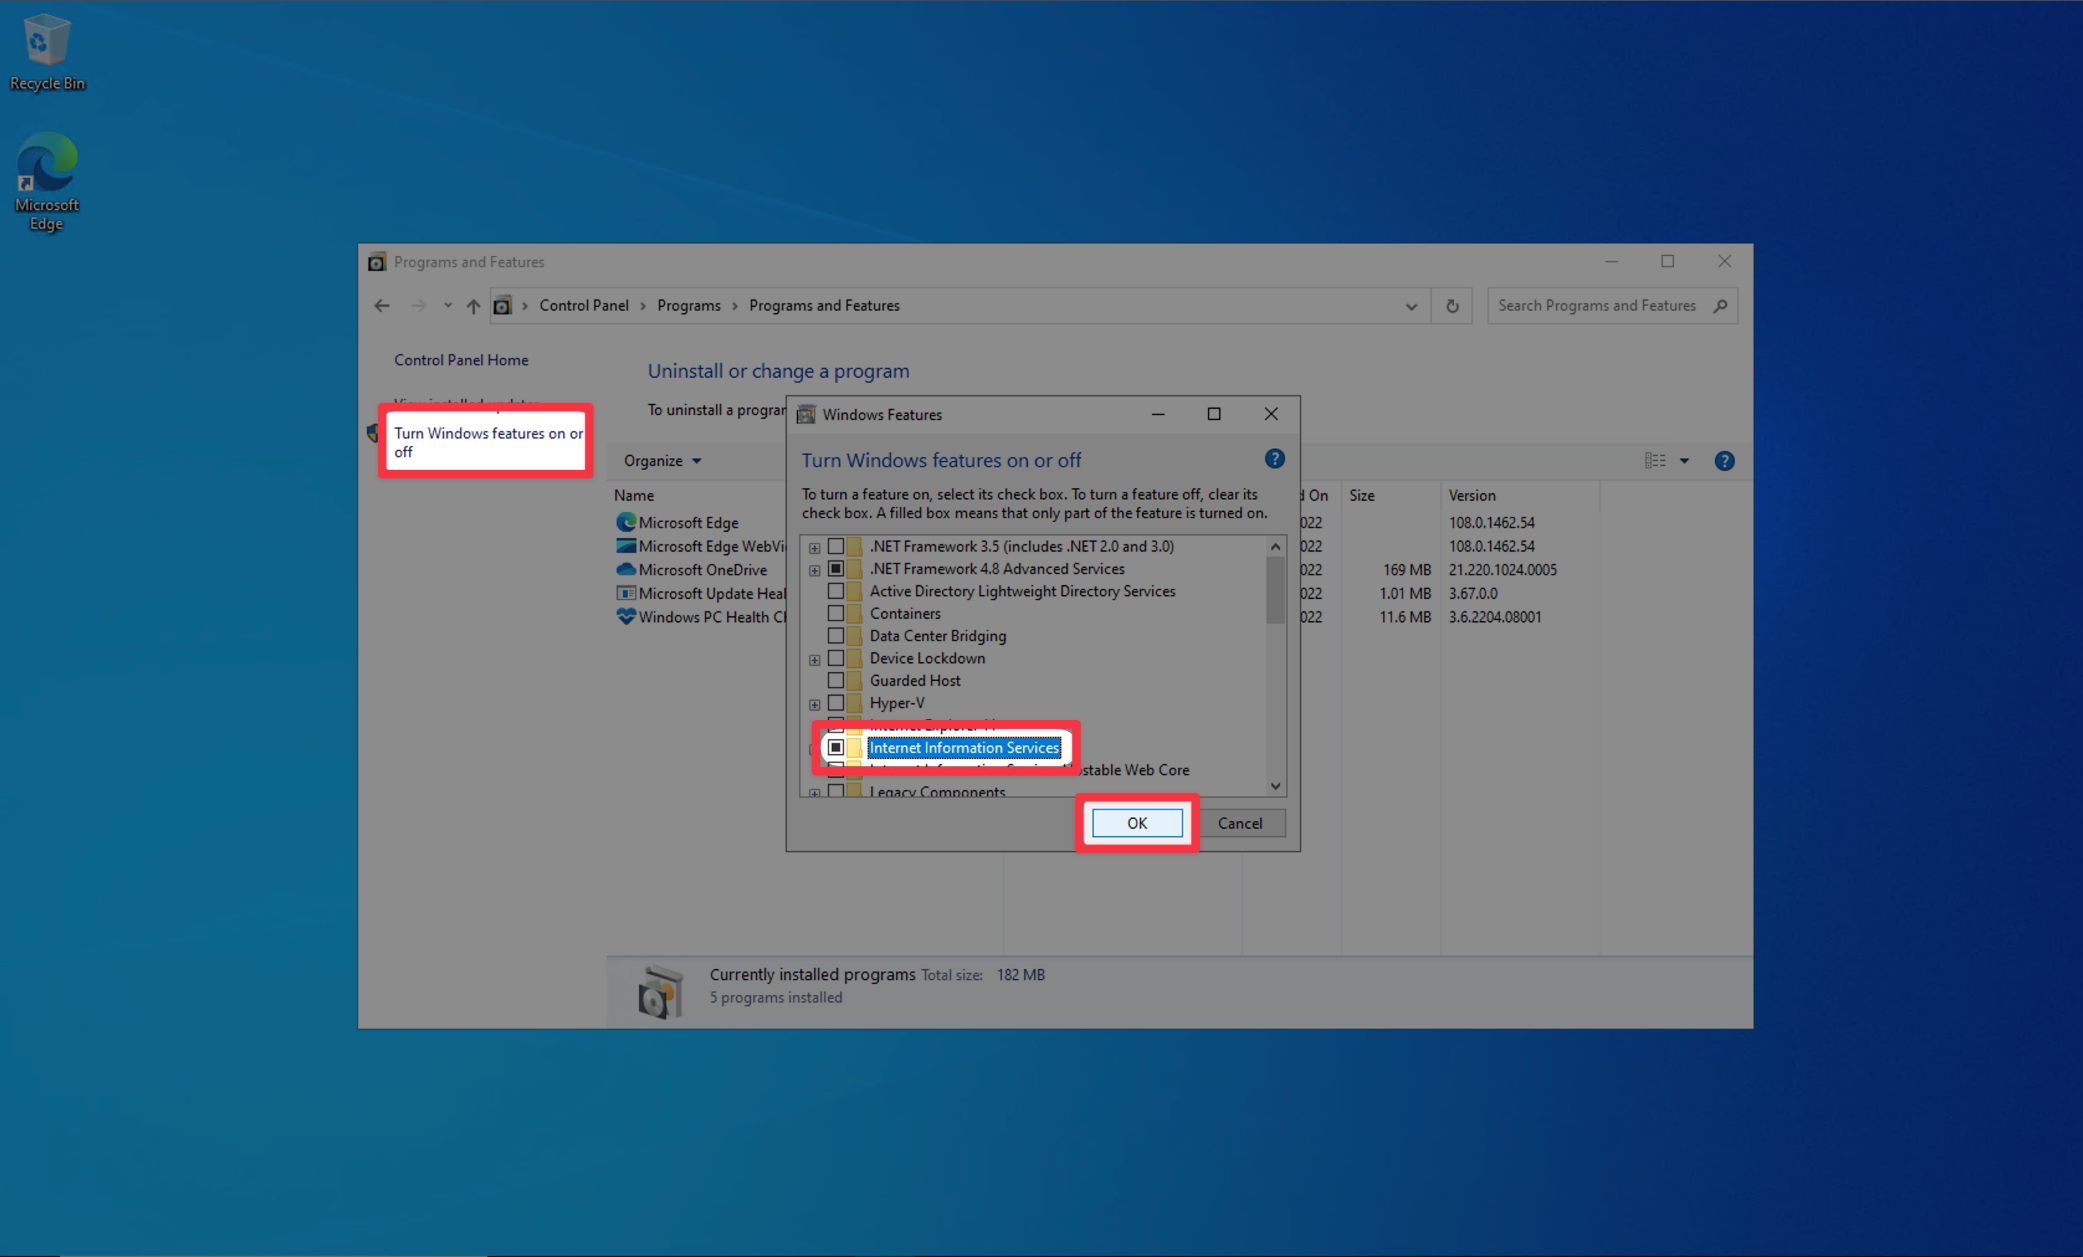 Recycle Bin
Microsoft
Edge
Programs and Features
Control Panel > Programs > Programs and Features
Search Programs and Features
Control Panel Home
Turn Windows features on or
off
Uninstall or change a program
To uninstall a program
Organize
Name
d On
Size
Version
Microsoft Edge
022
108.0.1462.54
Microsoft Edge WebVi
022
108.0.1462.54
Microsoft OneDrive
022
169 MB
21.220.1024.0005
Microsoft Update Heal
022
1.01 MB
3.67.0.0
Windows PC Health Ch
022
11.6 MB
3.6.2204.08001
Windows Features
Turn Windows features on or off
To turn a feature on, select its check box. To turn a feature off, clear its
check box. A filled box means that only part of the feature is turned on.
.NET Framework 3.5 (includes .NET 2.0 and 3.0)
.NET Framework 4.8 Advanced Services
Active Directory Lightweight Directory Services
Containers
Data Center Bridging
Device Lockdown
Guarded Host
Hyper-V
Internet Explorer 11
Internet Information Services
Hostable Web Core
Legacy Components
OK
Cancel
Currently installed programs Total size: 182 MB
5 programs installed